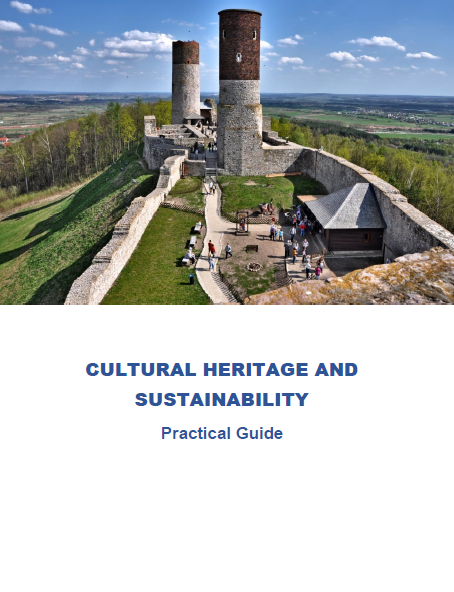 CULTURAL HERITAGE AND
SUSTAINABILITY
Practical Guide